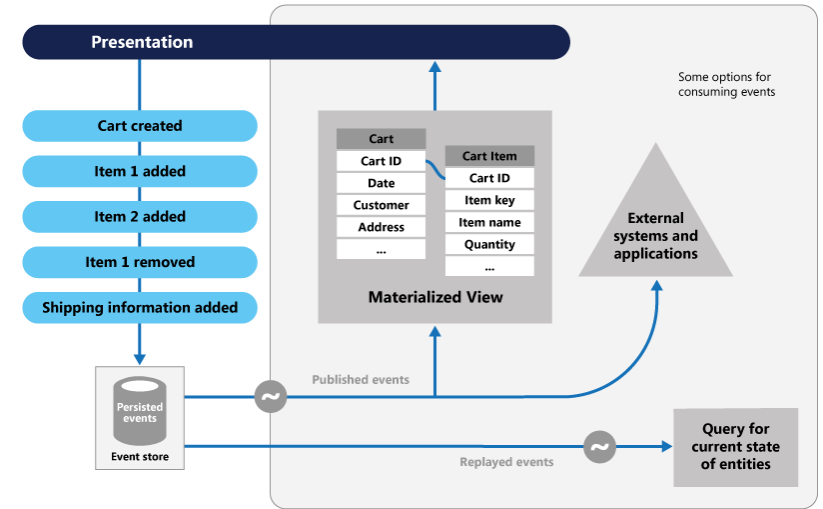 Presentation
Some options for
consuming events
Cart created
Item 1 added
Item 2 added
Item 1 removed
Shipping information added
Cart
Cart ID
Date
Customer
Address
...
Cart Item
Cart ID
Item key
Item name
Quantity
...
Materialized View
External
systems and
applications
Persisted
events
Event store
Published events
~
Replayed events
~
Query for
current state
of entities